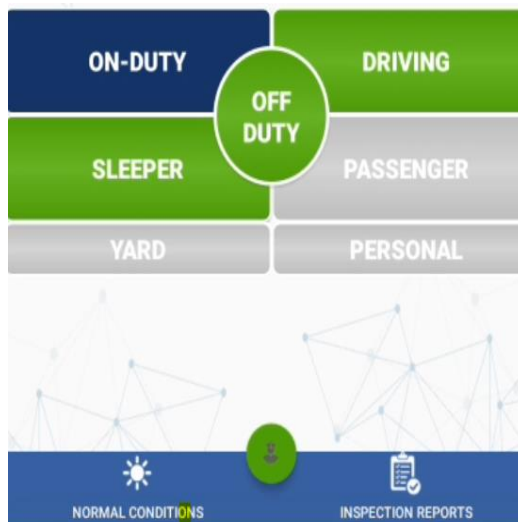 ON-DUTY
DRIVING
OFF
DUTY
SLEEPER
PASSENGER
YARD
PERSONAL
NORMAL CONDITIONS
INSPECTION REPORTS